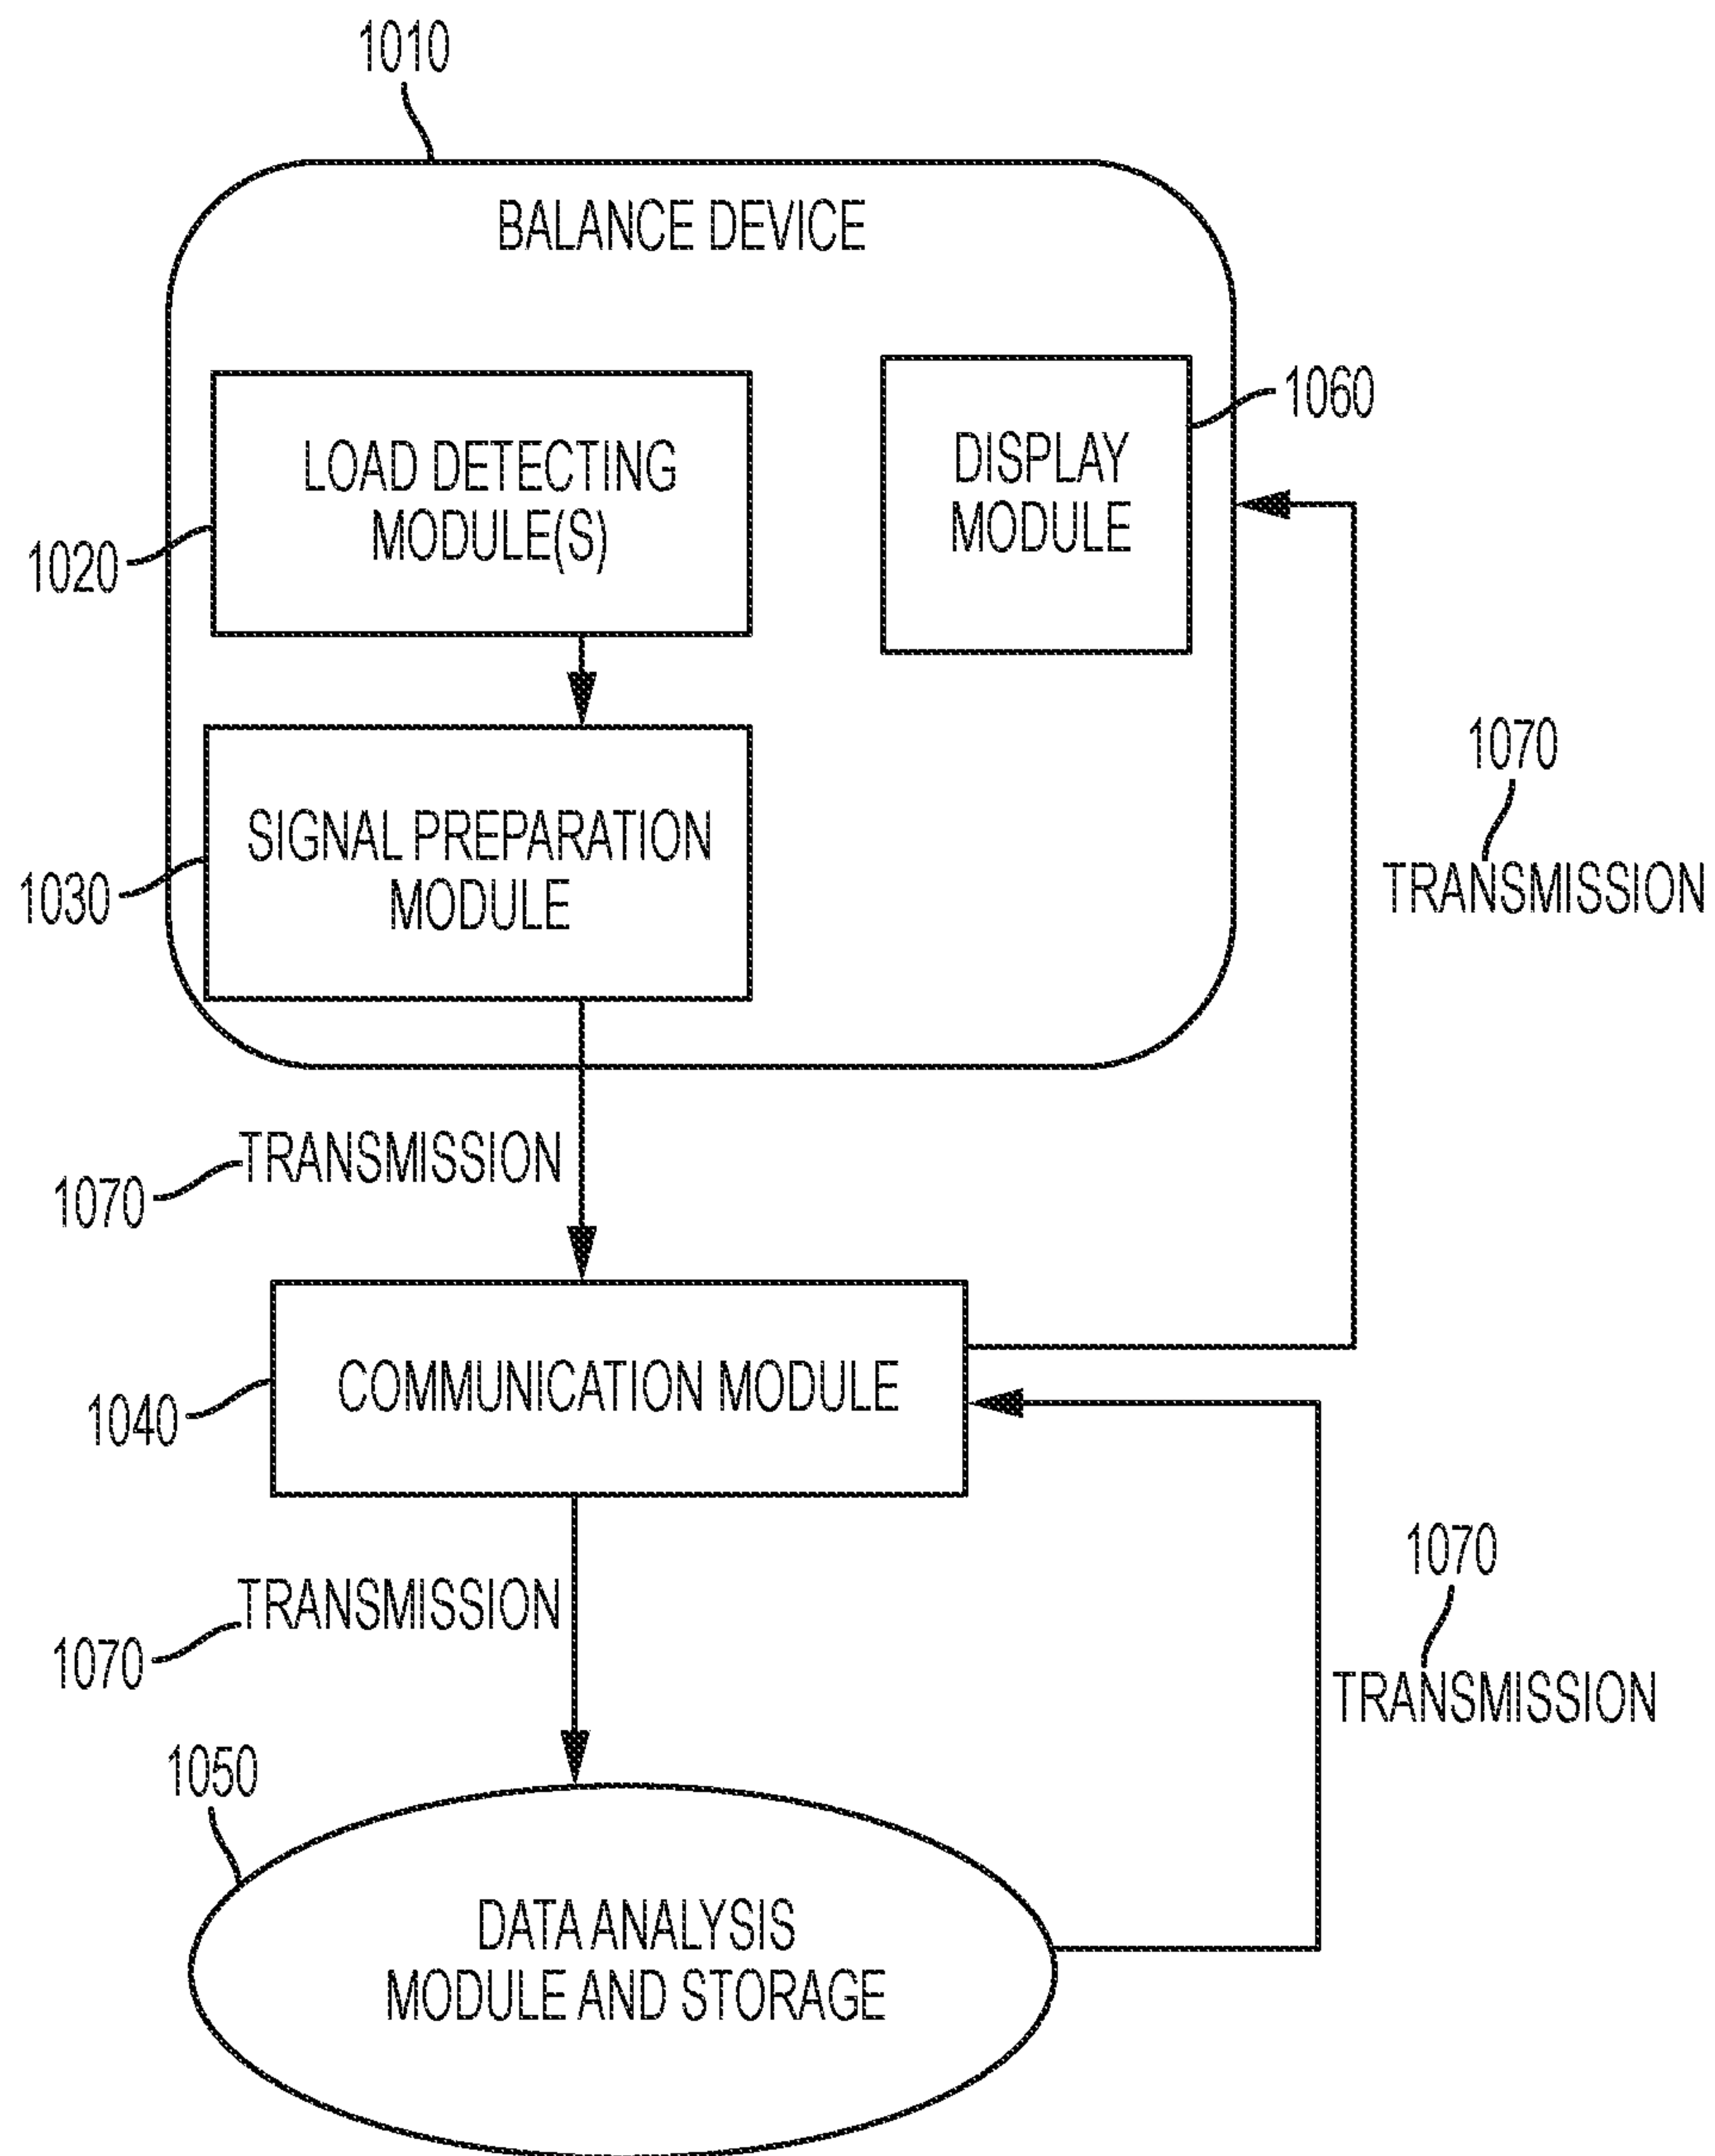 1010
BALANCE DEVICE
LOAD DETECTING
MODULE(S)
1020
DISPLAY
MODULE
1060
SIGNAL PREPARATION
MODULE
1030
1070
TRANSMISSION
TRANSMISSION
1070
COMMUNICATION MODULE
1040
TRANSMISSION
1070
1070
TRANSMISSION
1050
DATA ANALYSIS
MODULE AND STORAGE